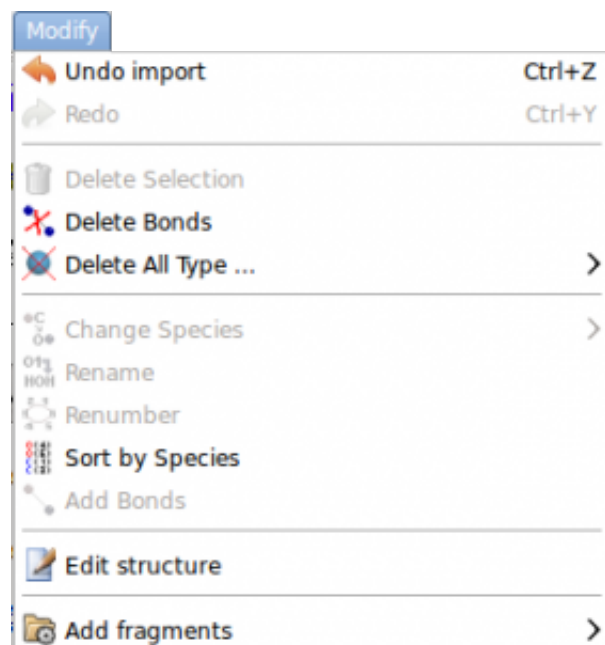 Modify
Undo import Ctrl+Z
Redo Ctrl+Y
Delete Selection
Delete Bonds
Delete All Type ...
Change Species
Rename
Renumber
Sort by Species
Add Bonds
Edit structure
Add fragments